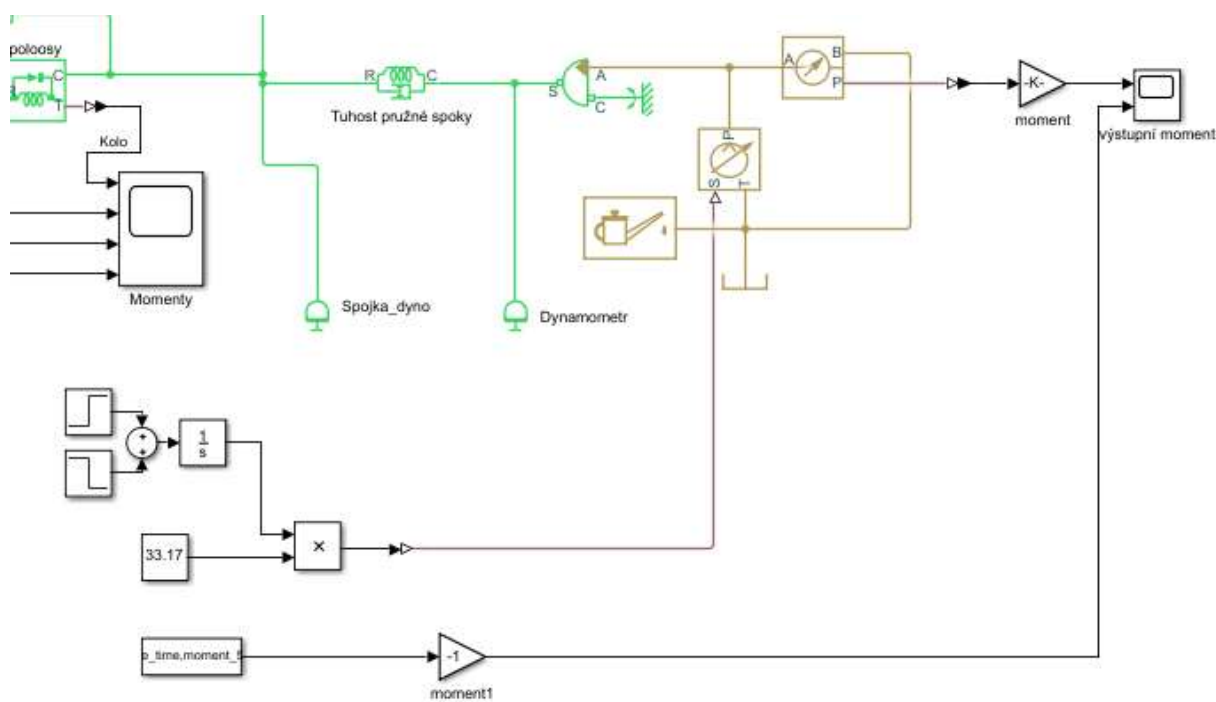 poloosy
C
T
Kolo
Momenty
R
C
Tuhost pružné spoky
S
A
C
A
B
P
-K-
moment
výstupní moment
P
S
T
Spojka_dyno
Dynamometr
+
+
1
s
33.17
×
-1
moment1